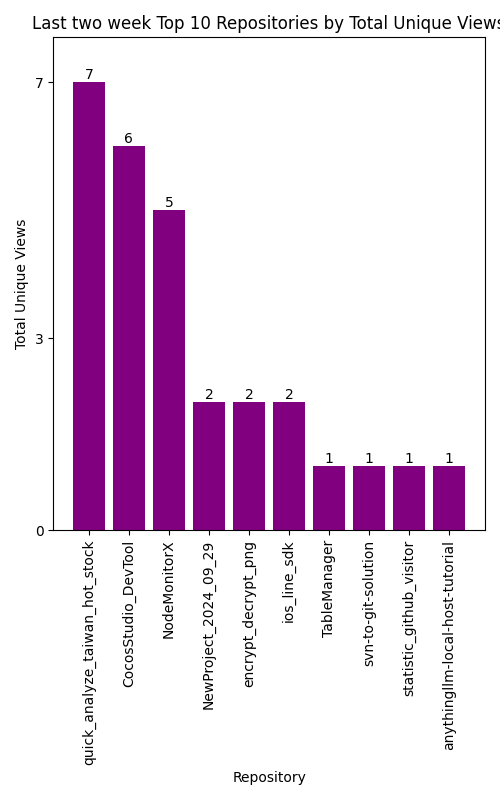 Last two week Top 10 Repositories by Total Unique Views
7
3
0
Total Unique Views
7
6
5
2
2
2
1
1
1
1
quick_analyze_taiwan_hot_stock
CocosStudio_DevTool
NodeMonitorX
NewProject_2024_09_29
encrypt_decrypt_png
ios_line_sdk
TableManager
svn-to-git-solution
statistic_github_visitor
anythingllm-local-host-tutorial
Repository